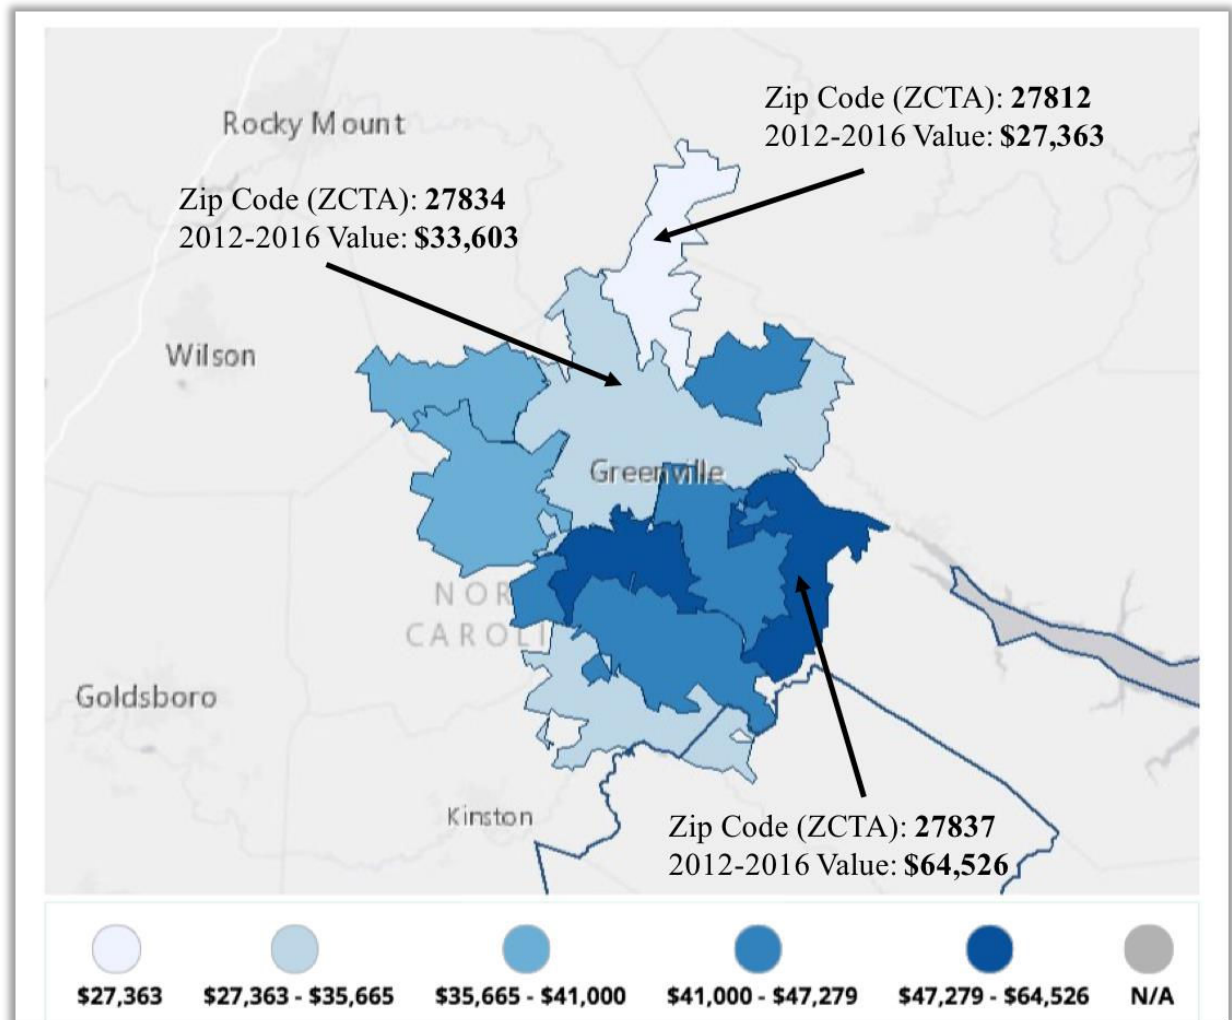 Zip Code (ZCTA): 27812
2012-2016 Value: $27,363
Rocky Mount
Zip Code (ZCTA): 27834
2012-2016 Value: $33,603
Wilson
Greenville
NOR
CAROLI
Goldsboro
Kinston
Zip Code (ZCTA): 27837
2012-2016 Value: $64,526
$27,363
$27,363 - $35,665
$35,665 - $41,000
$41,000 - $47,279
$47,279 - $64,526
N/A